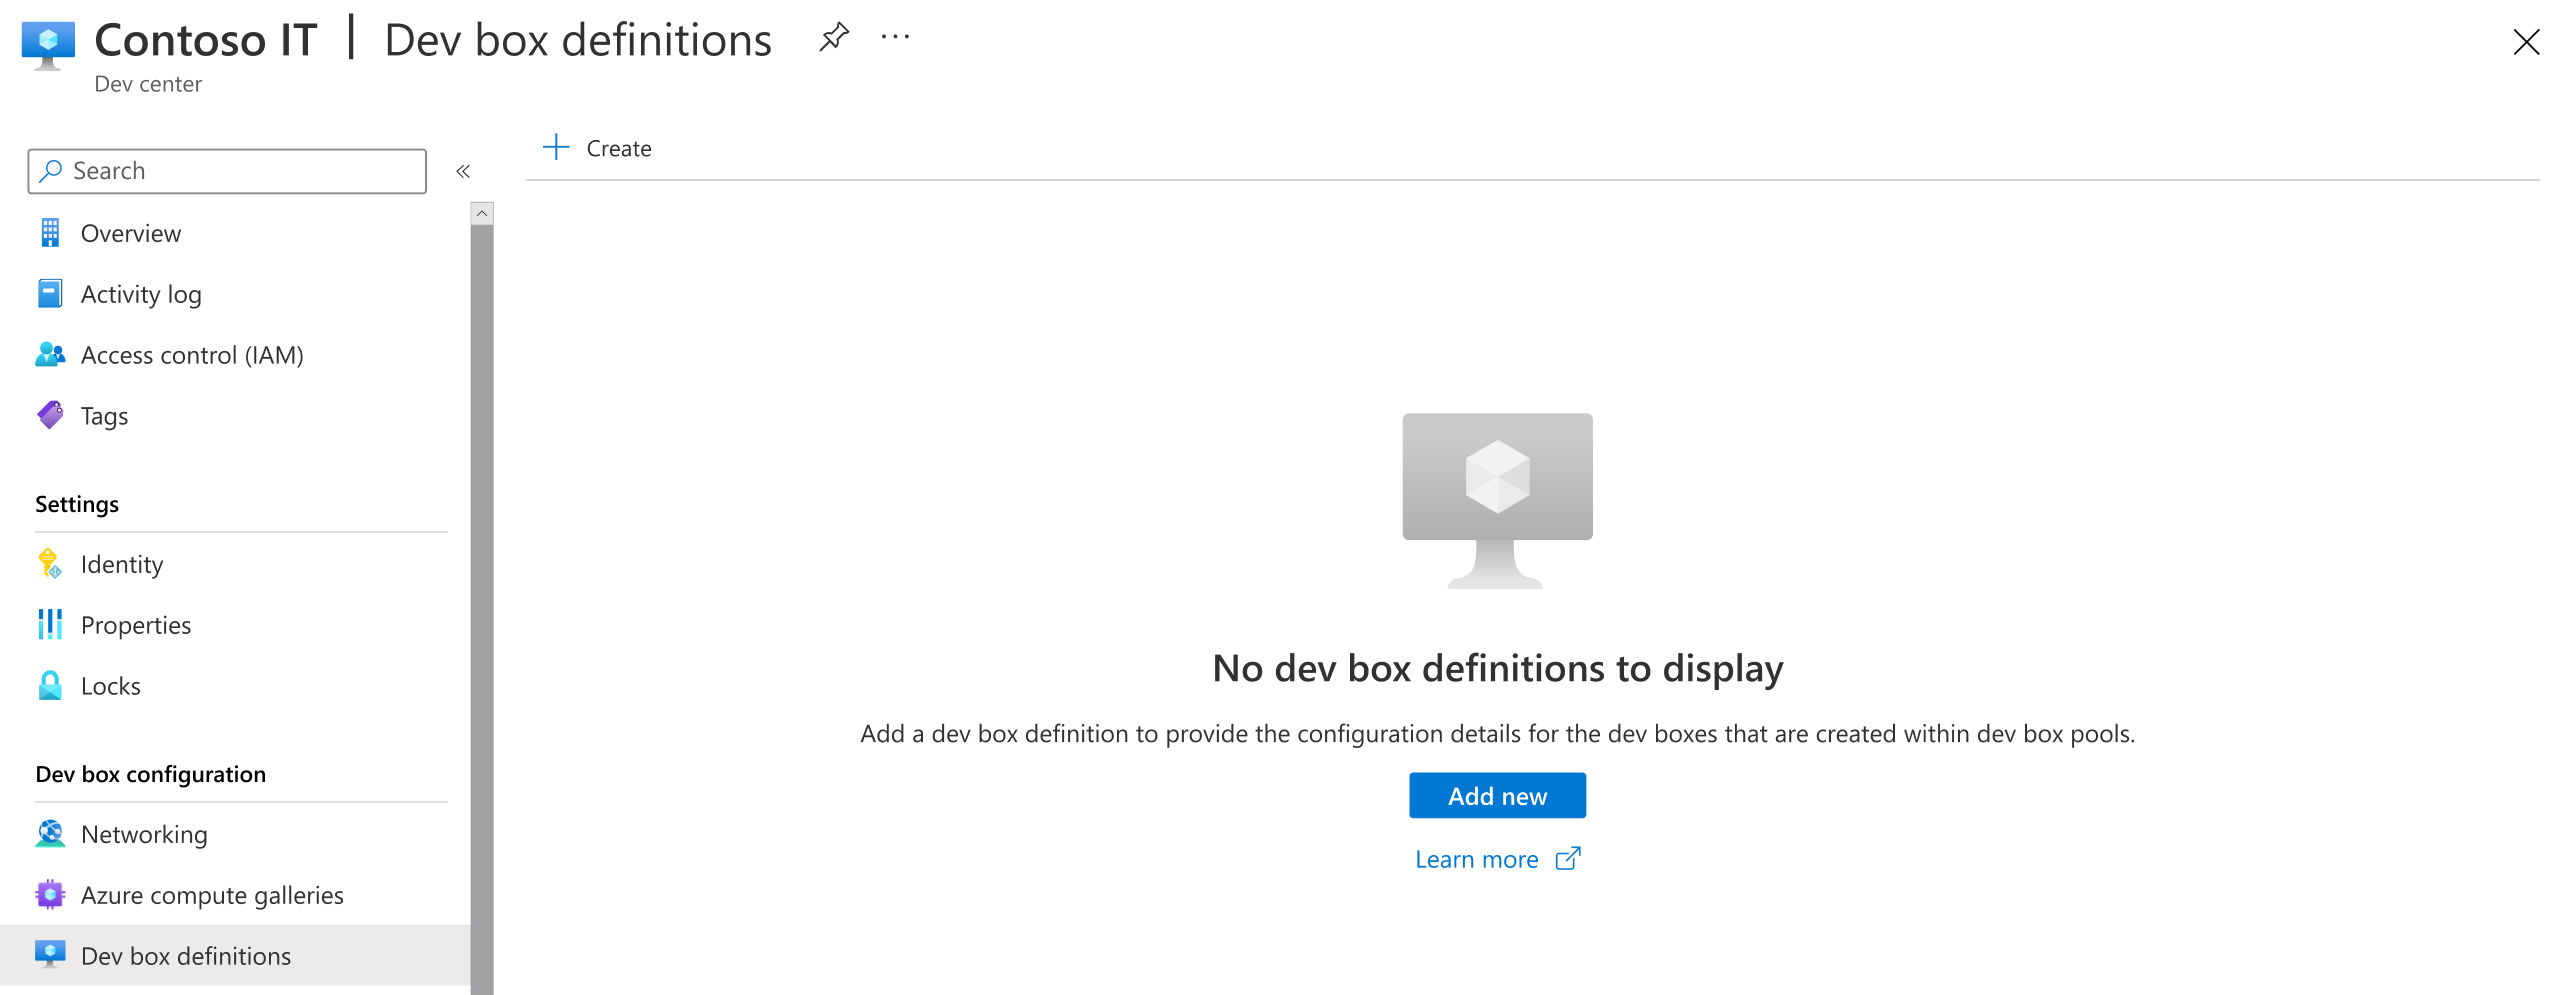 Contoso IT | Dev box definitions ...
Dev center
Search
«
Create
Overview
Activity log
Access control (IAM)
Tags
Settings
Identity
Properties
Locks
Dev box configuration
Networking
Azure compute galleries
Dev box definitions
No dev box definitions to display
Add a dev box definition to provide the configuration details for the dev boxes that are created within dev box pools.
Add new
Learn more